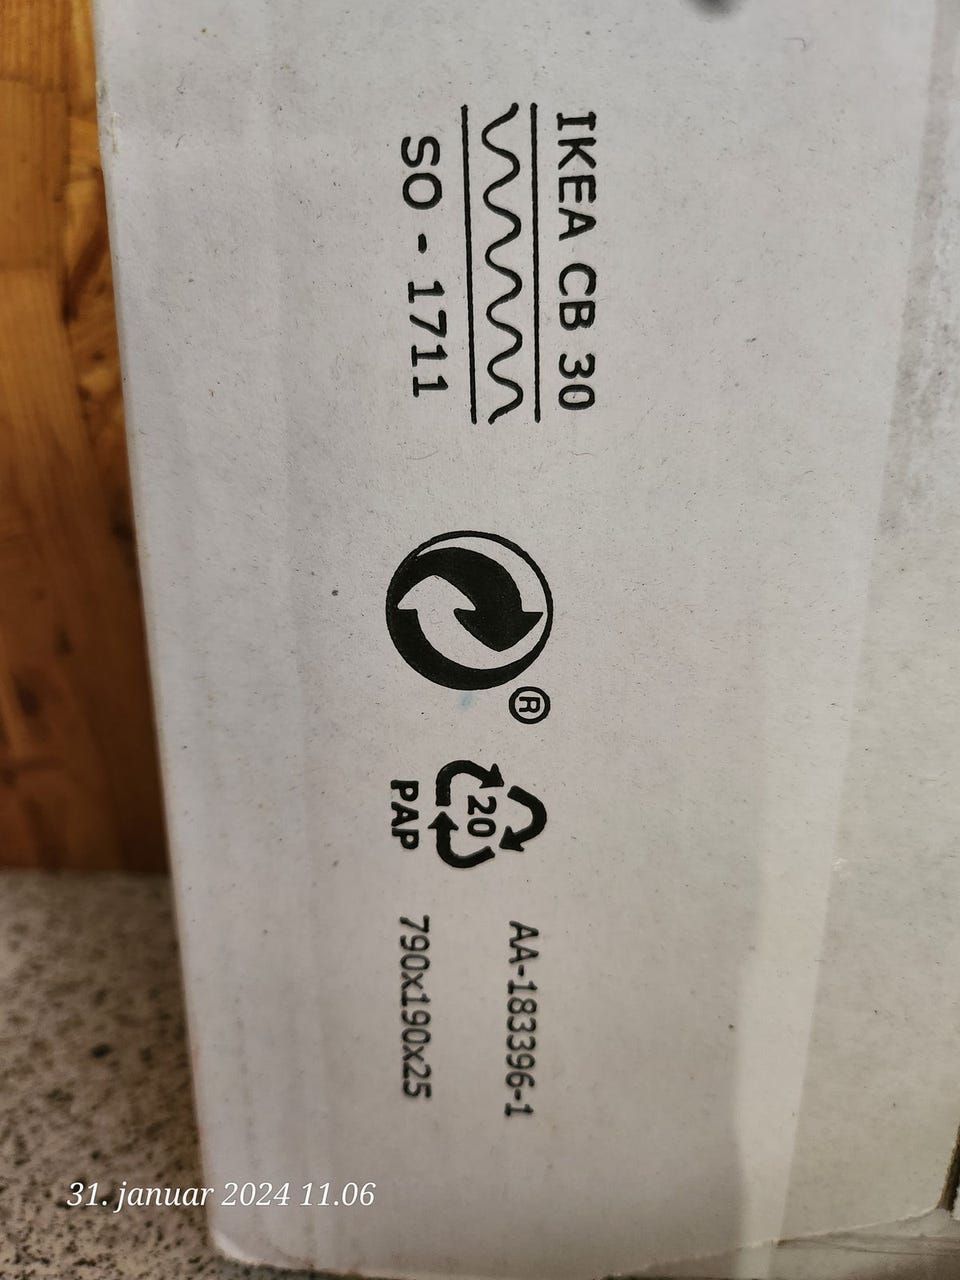 IKEA CB 30
SO - 1711
®
20
PAP
AA-183396-1
790x190x25
31. januar 2024 11.06